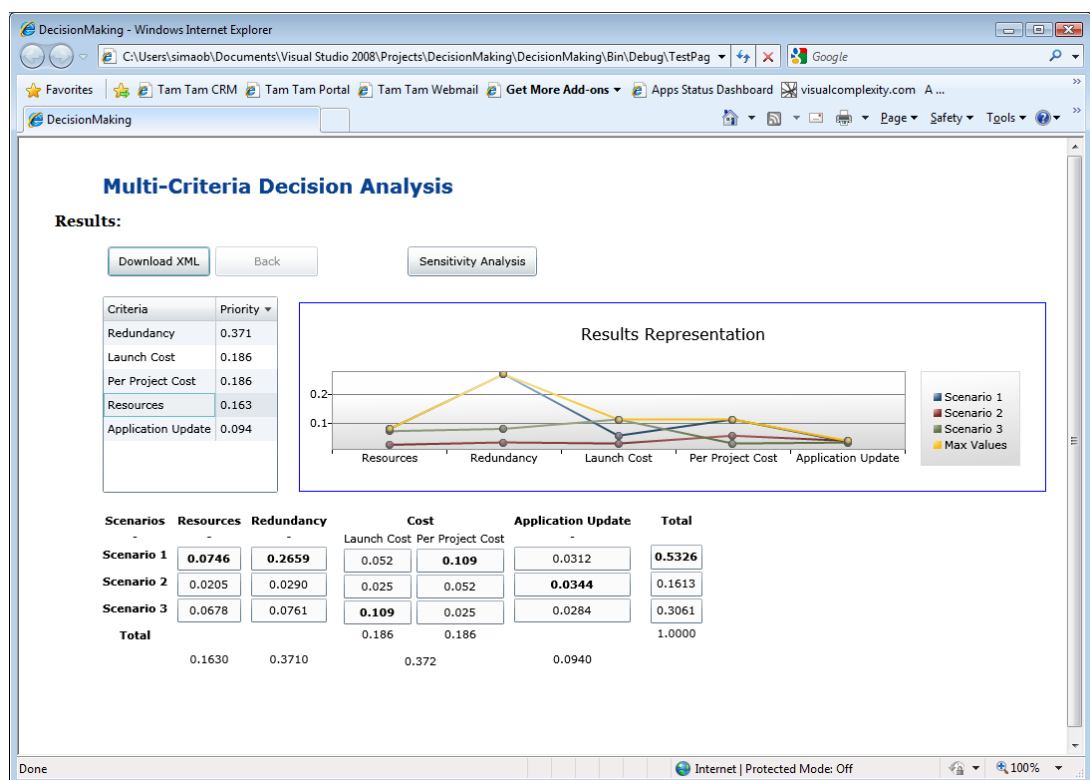 DecisionMaking - Windows Internet Explorer
C:\Users\simaob\Documents\Visual Studio 2008\Projects\DecisionMaking\DecisionMaking\Bin\Debug\TestPag Google
Favorites Tam Tam CRM Tam Tam Portal Tam Tam Webmail Get More Add-ons Apps Status Dashboard visualcomplexity.com A ... »
DecisionMaking Page Safety Tools »
Multi-Criteria Decision Analysis
Results:
Download XML Back Sensitivity Analysis
Criteria Priority
Redundancy 0.371
Launch Cost 0.186
Per Project Cost 0.186
Resources 0.163
Application Update 0.094
Results Representation
0.2
0.1
Resources Redundancy Launch Cost Per Project Cost Application Update
Scenario 1
Scenario 2
Scenario 3
Max Values
Scenarios Resources Redundancy Cost Application Update Total
- - - Launch Cost Per Project Cost -
Scenario 1 0.0746 0.2659 0.052 0.109 0.0312 0.5326
Scenario 2 0.0205 0.0290 0.025 0.052 0.0344 0.1613
Scenario 3 0.0678 0.0761 0.109 0.025 0.0284 0.3061
Total 0.186 0.186 1.0000
0.1630 0.3710 0.372 0.0940
Done Internet | Protected Mode: Off 100%